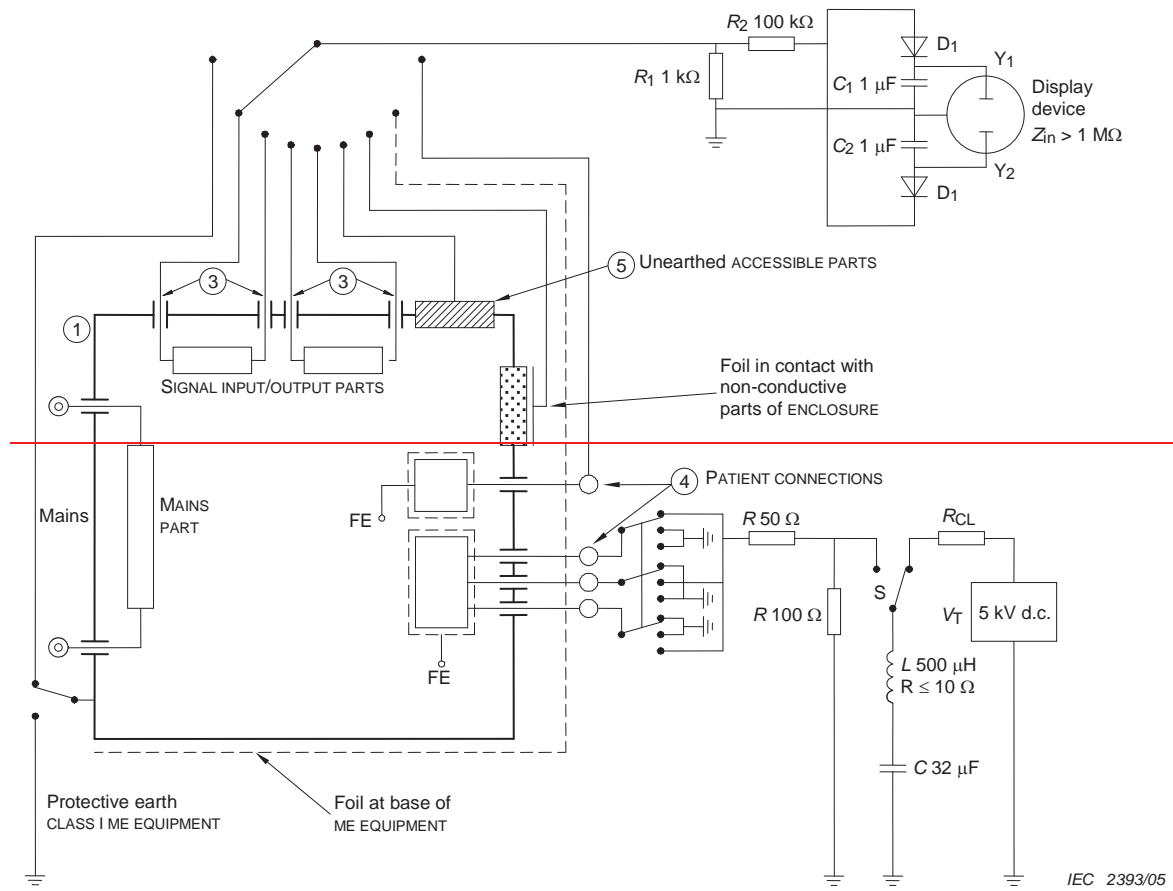 R2 100 kΩ
D1
Y1
R1 1 kΩ
C1 1 μF
Display
device
Zin > 1 MΩ
C2 1 μF
Y2
D1
5 Unearthed ACCESSIBLE PARTS
3
3
1
SIGNAL INPUT/OUTPUT PARTS
Foil in contact with
non-conductive
parts of ENCLOSURE
4 PATIENT CONNECTIONS
Mains
MAINS
PART
FE
R 50 Ω
RCL
S
R 100 Ω
VT
5 kV d.c.
L 500 μH
R ≤ 10 Ω
FE
C 32 μF
Protective earth
CLASS I ME EQUIPMENT
Foil at base of
ME EQUIPMENT
IEC 2393/05